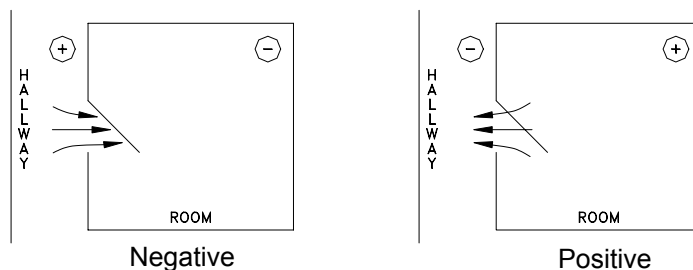 +
-
HALLWAY
ROOM
Negative
-
+
HALLWAY
ROOM
Positive